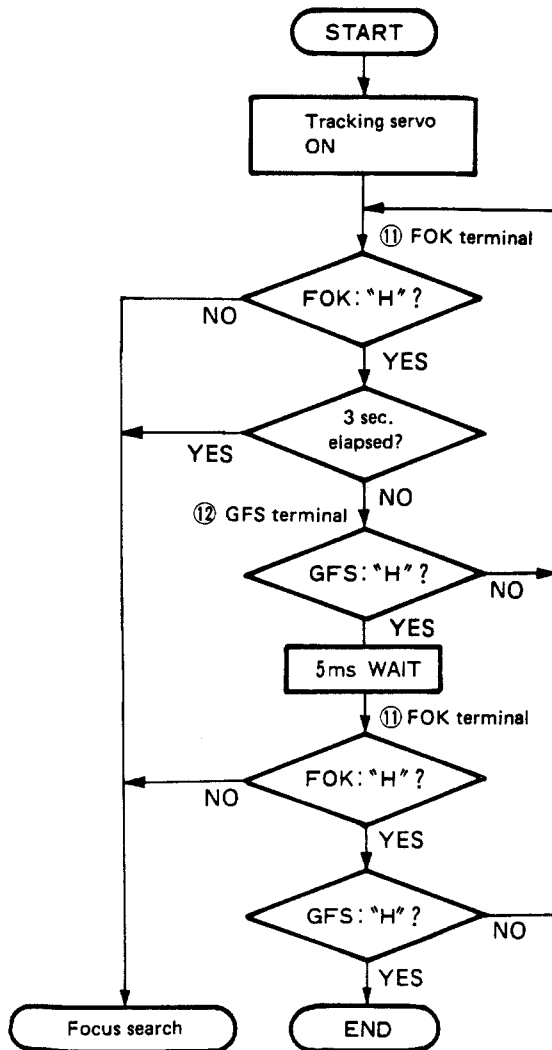 START
Tracking servo
ON
⑪ FOK terminal
FOK: "H" ?
NO
YES
3 sec.
elapsed?
YES
NO
⑫ GFS terminal
GFS: "H" ?
NO
YES
5ms WAIT
⑪ FOK terminal
FOK: "H" ?
NO
YES
GFS: "H" ?
NO
YES
Focus search
END